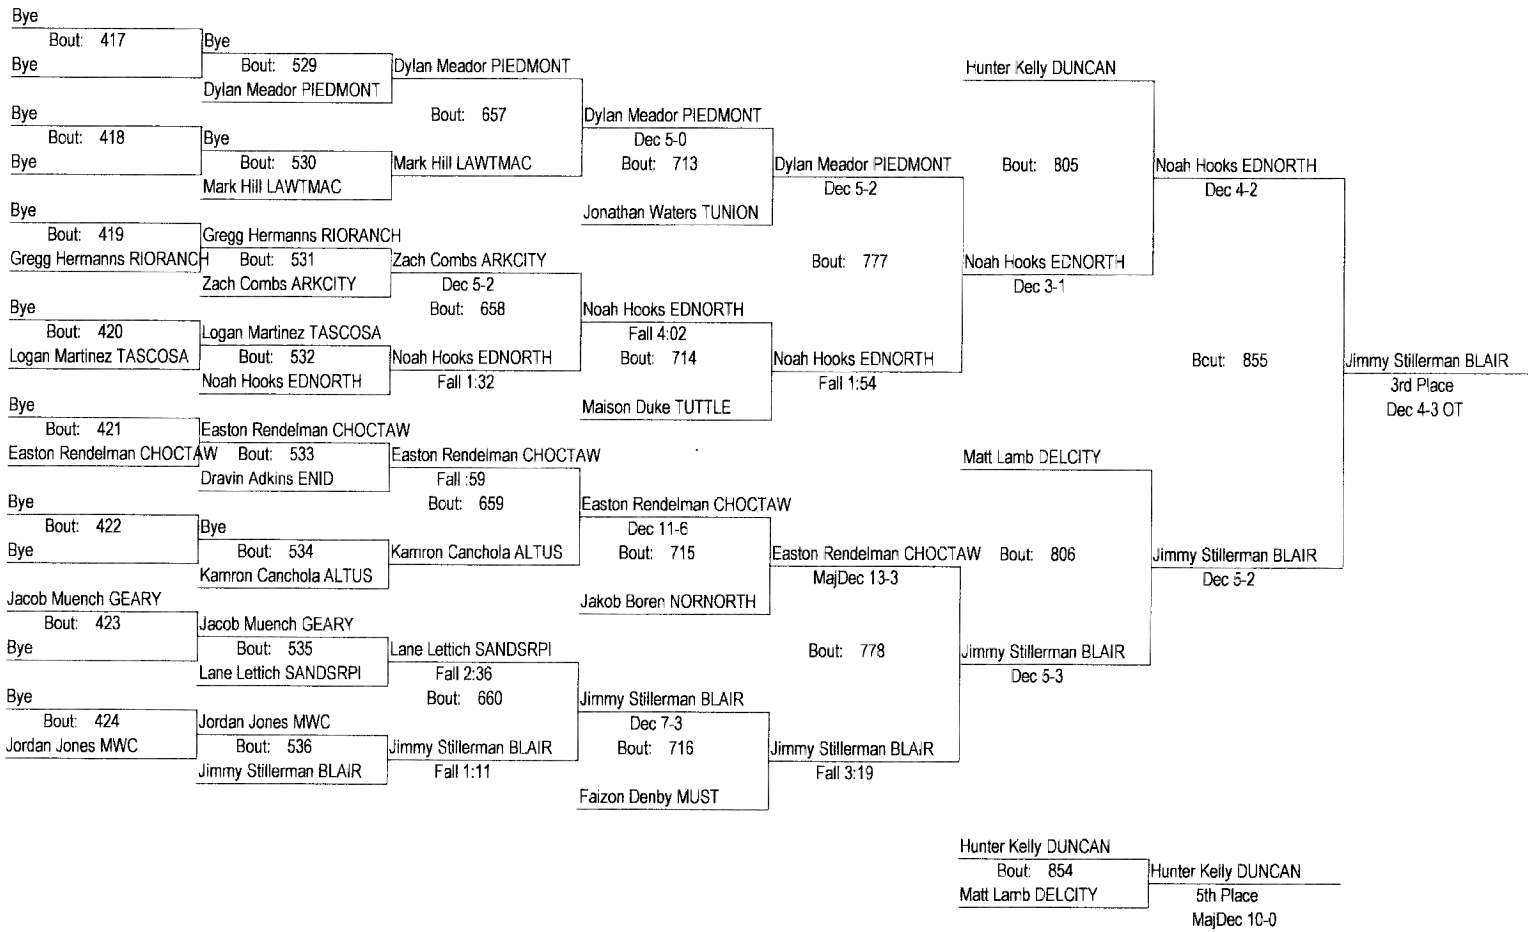 Bye
Bout: 417
Bye
Bye
Bout: 529
Dylan Meador PIEDMONT
Dylan Meador PIEDMONT
Bout: 657
Bye
Bout: 418
Bye
Bye
Bout: 530
Mark Hill LAWTMAC
Mark Hill LAWTMAC
Dylan Meador PIEDMONT
Dec 5-0
Bout: 713
Jonathan Waters TUNION
Dylan Meador PIEDMONT
Dec 5-2
Bye
Bout: 419
Gregg Hermanns RIORANCH
Gregg Hermanns RIORANCH
Bout: 531
Zach Combs ARKCITY
Zach Combs ARKCITY
Dec 5-2
Bout: 658
Bye
Bout: 420
Logan Martinez TASCOSA
Logan Martinez TASCOSA
Bout: 532
Noah Hooks EDNORTH
Noah Hooks EDNORTH
Fall 1:32
Noah Hooks EDNORTH
Fall 4:02
Bout: 714
Maison Duke TUTTLE
Noah Hooks EDNORTH
Fall 1:54
Bout: 777
Hunter Kelly DUNCAN
Bout: 805
Noah Hooks EDNORTH
Dec 3-1
Noah Hooks EDNORTH
Dec 4-2
Bye
Bout: 421
Easton Rendelman CHOCTAW
Easton Rendelman CHOCTAW
Bout: 533
Dravin Adkins ENID
Easton Rendelman CHOCTAW
Fall :59
Bout: 659
Bye
Bout: 422
Bye
Bye
Bout: 534
Kamron Canchola ALTUS
Kamron Canchola ALTUS
Easton Rendelman CHOCTAW
Dec 11-6
Bout: 715
Jakob Boren NORNORTH
Easton Rendelman CHOCTAW
MajDec 13-3
Jacob Muench GEARY
Bout: 423
Bye
Jacob Muench GEARY
Bout: 535
Lane Lettich SANDSRPI
Lane Lettich SANDSRPI
Fall 2:36
Bout: 660
Bye
Bout: 424
Jordan Jones MWC
Jordan Jones MWC
Bout: 536
Jimmy Stillerman BLAIR
Jimmy Stillerman BLAIR
Fall 1:11
Jimmy Stillerman BLAIR
Dec 7-3
Bout: 716
Faizon Denby MUST
Jimmy Stillerman BLAIR
Fall 3:19
Bout: 778
Matt Lamb DELCITY
Bout: 806
Jimmy Stillerman BLAIR
Dec 5-3
Jimmy Stillerman BLAIR
Dec 5-2
Bout: 855
Jimmy Stillerman BLAIR
3rd Place
Dec 4-3 OT
Hunter Kelly DUNCAN
Bout: 854
Matt Lamb DELCITY
Hunter Kelly DUNCAN
5th Place
MajDec 10-0